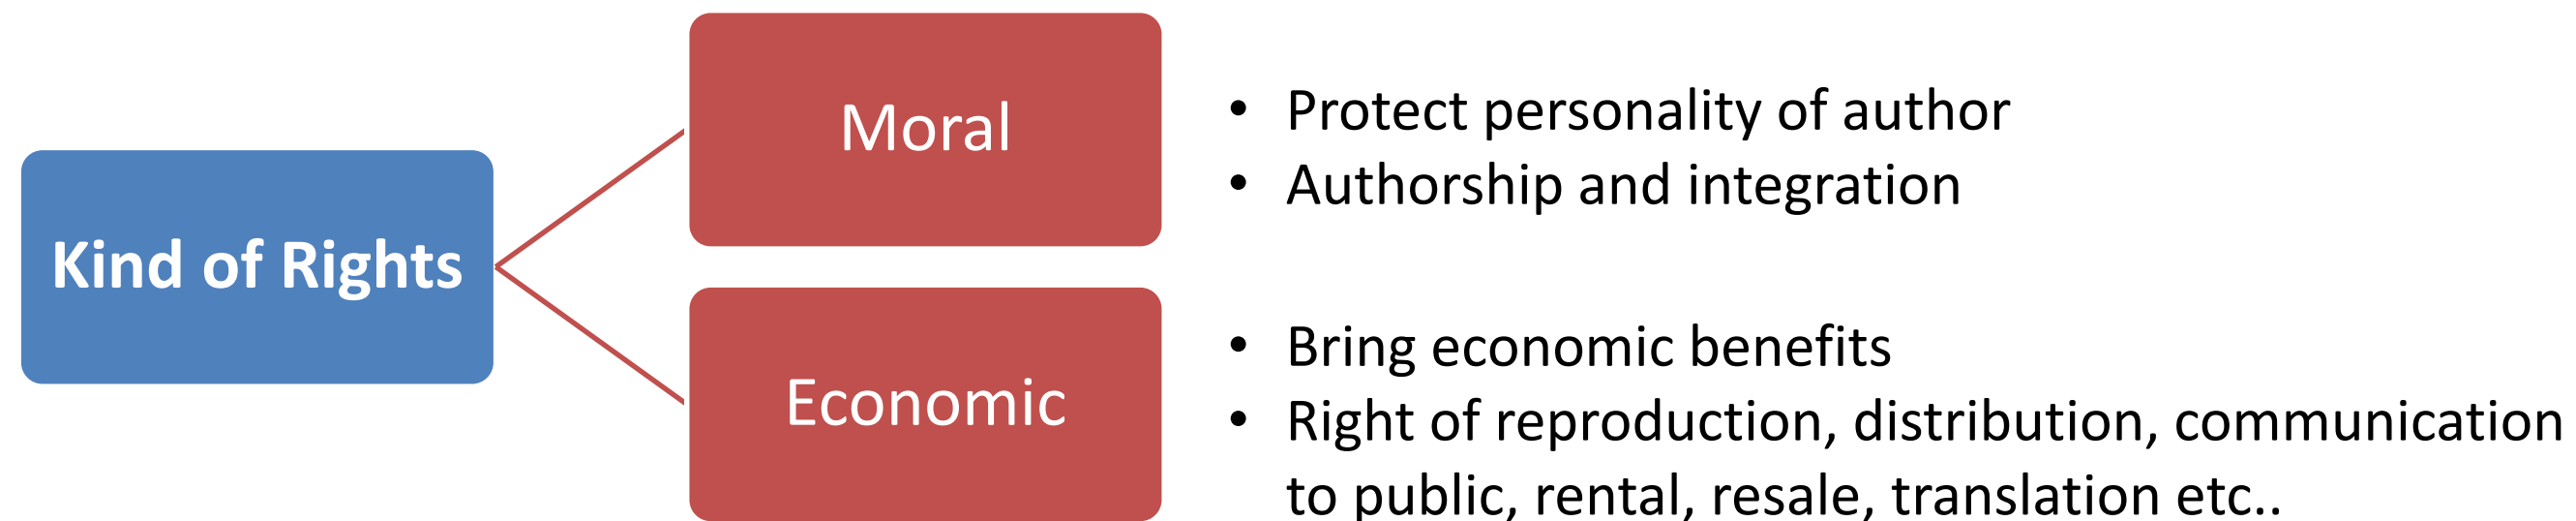 Kind of Rights
Moral
• Protect personality of author
• Authorship and integration
Economic
• Bring economic benefits
• Right of reproduction, distribution, communication
to public, rental, resale, translation etc..